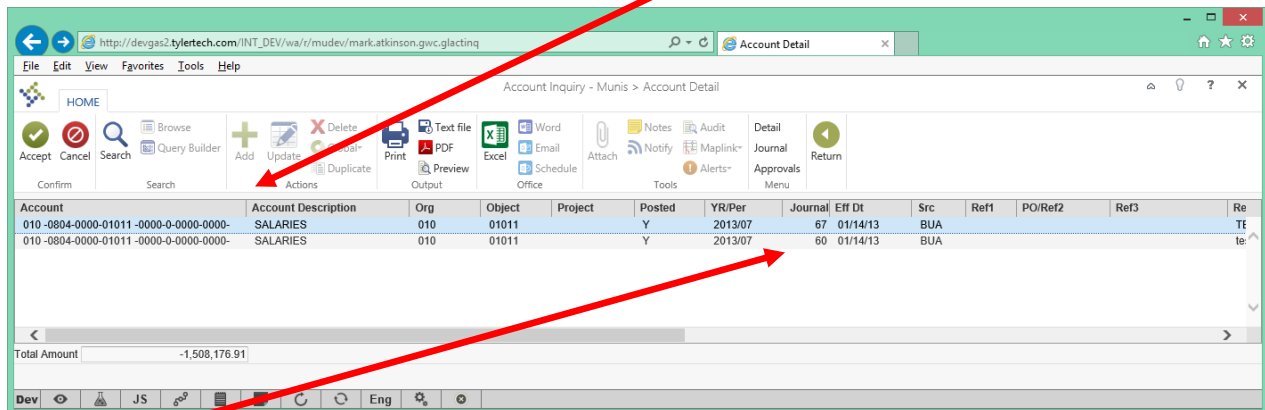 http://devgas2.tylertech.com/INT_DEV/wa/r/mudev/mark.atkinson.gwc.glactinq Account Detail
File Edit View Favorites Tools Help
Account Inquiry - Munis > Account Detail
HOME
Accept Cancel Search Browse Query Builder Add Update Delete Global Duplicate Print Text file PDF Preview Excel Word Email Schedule Attach Notes Notify Audit Maplink Alerts Detail Journal Approvals Return
Confirm Search Actions Output Office Tools Menu
Account Account Description Org Object Project Posted YR/Per Journal Eff Dt Src Ref1 PO/Ref2 Ref3 Re
010 -0804-0000-01011 -0000-0-0000-0000- SALARIES 010 01011 Y 2013/07 67 01/14/13 BUA TE
010 -0804-0000-01011 -0000-0-0000-0000- SALARIES 010 01011 Y 2013/07 60 01/14/13 BUA te
Total Amount -1,508,176.91
Dev JS Eng